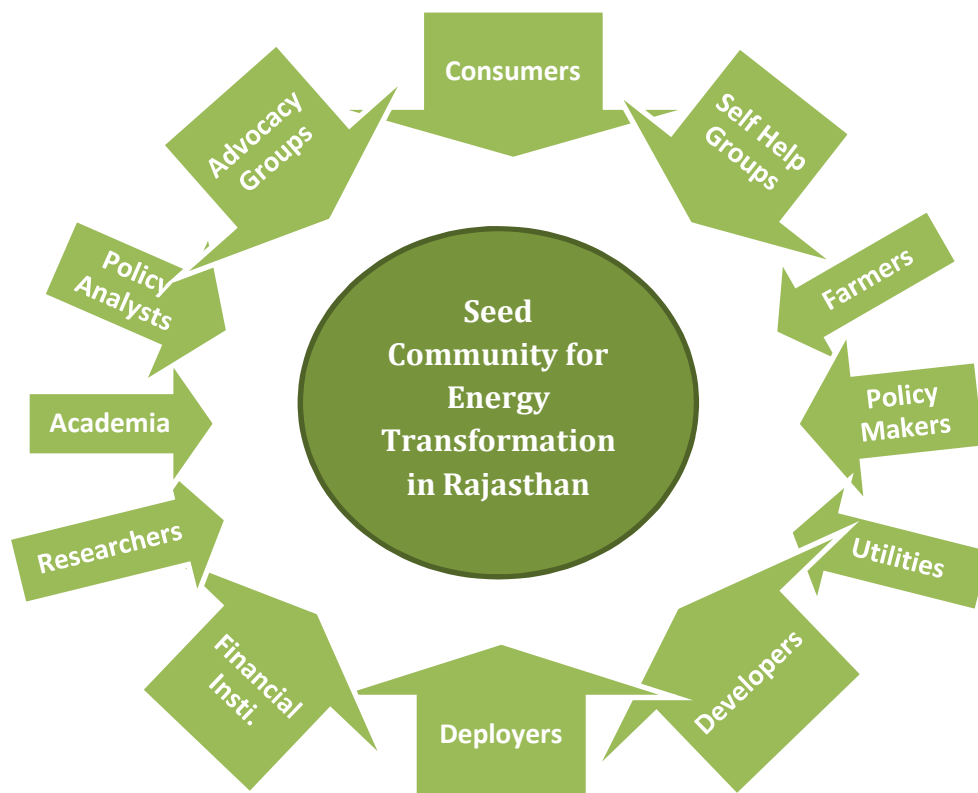 Consumers
Self Help
Groups
Farmers
Policy
Makers
Utilities
Developers
Deployers
Financial
Insti.
Researchers
Academia
Policy
Analysts
Advocacy
Groups
Seed
Community for
Energy
Transformation
in Rajasthan